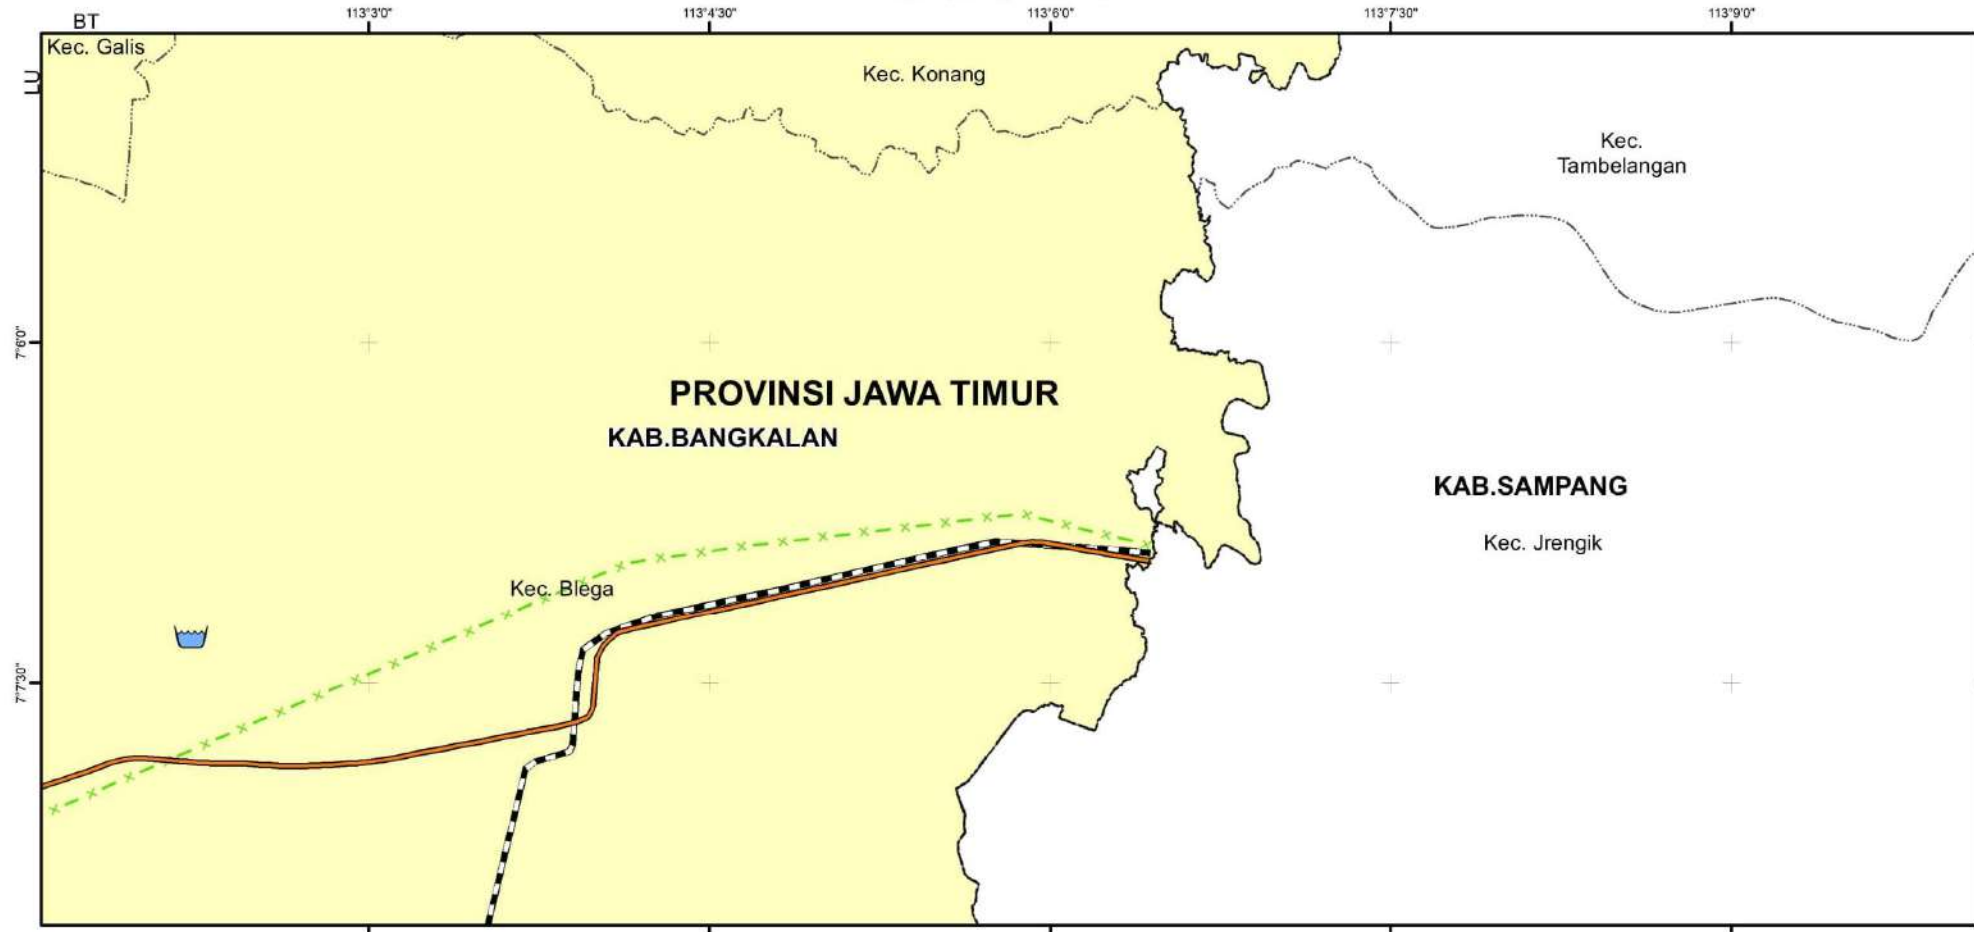 BT
113°3'0"
113°4'30"
113°6'0"
113°7'30"
113°9'0"
LU
Kec. Galis
Kec. Konang
Kec.
Tambelangan
7°6'0"
PROVINSI JAWA TIMUR
KAB.BANGKALAN
KAB.SAMPANG
Kec. Jrengik
Kec. Blega
7°7'30"